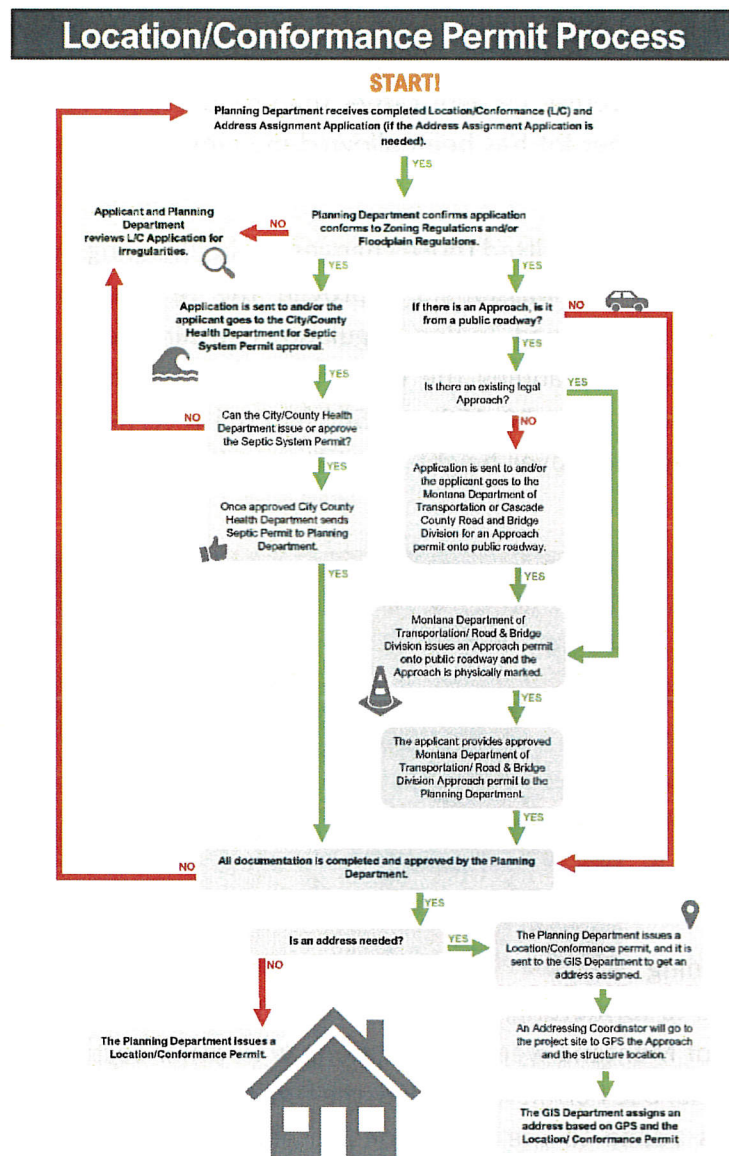 Location/Conformance Permit Process
START!
Planning Department receives completed Location/Conformance (L/C) and
Address Assignment Application (if the Address Assignment Application is
needed).
YES
Applicant and Planning
Department
reviews L/C Application for
irregularities.
NO
Planning Department confirms application
conforms to Zoning Regulations and/or
Floodplain Regulations.
YES
YES
Application is sent to and/or the
applicant goes to the City/County
Health Department for Septic
System Permit approval.
If there is an Approach, is it
from a public roadway?
NO
YES
YES
Is there an existing legal
Approach?
YES
NO
Can the City/County Health
Department issue or approve
the Septic System Permit?
NO
YES
Application is sent to and/or
the applicant goes to the
Montana Department of
Transportation or Cascade
County Road and Bridge
Division for an Approach
permit onto public roadway.
Once approved City County
Health Department sends
Septic Permit to Planning
Department.
YES
YES
Montana Department of
Transportation/ Road & Bridge
Division issues an Approach permit
onto public roadway and the
Approach is physically marked.
YES
The applicant provides approved
Montana Department of
Transportation/ Road & Bridge
Division Approach permit to the
Planning Department.
YES
NO
All documentation is completed and approved by the Planning
Department.
YES
Is an address needed?
YES
The Planning Department issues a
Location/Conformance permit, and it is
sent to the GIS Department to get an
address assigned.
NO
The Planning Department issues a
Location/Conformance Permit.
An Addressing Coordinator will go to
the project site to GPS the Approach
and the structure location.
The GIS Department assigns an
address based on GPS and the
Location/ Conformance Permit